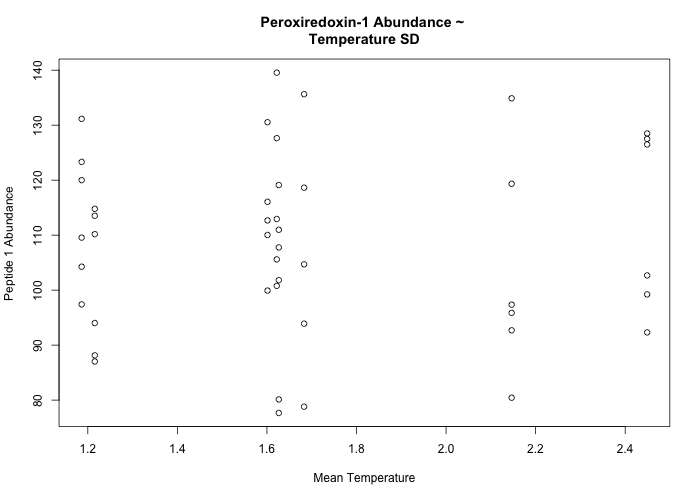 Peroxiredoxin-1 Abundance ~
Temperature SD
Peptide 1 Abundance
140
130
120
110
100
90
80
1.2 1.4 1.6 1.8 2.0 2.2 2.4
Mean Temperature